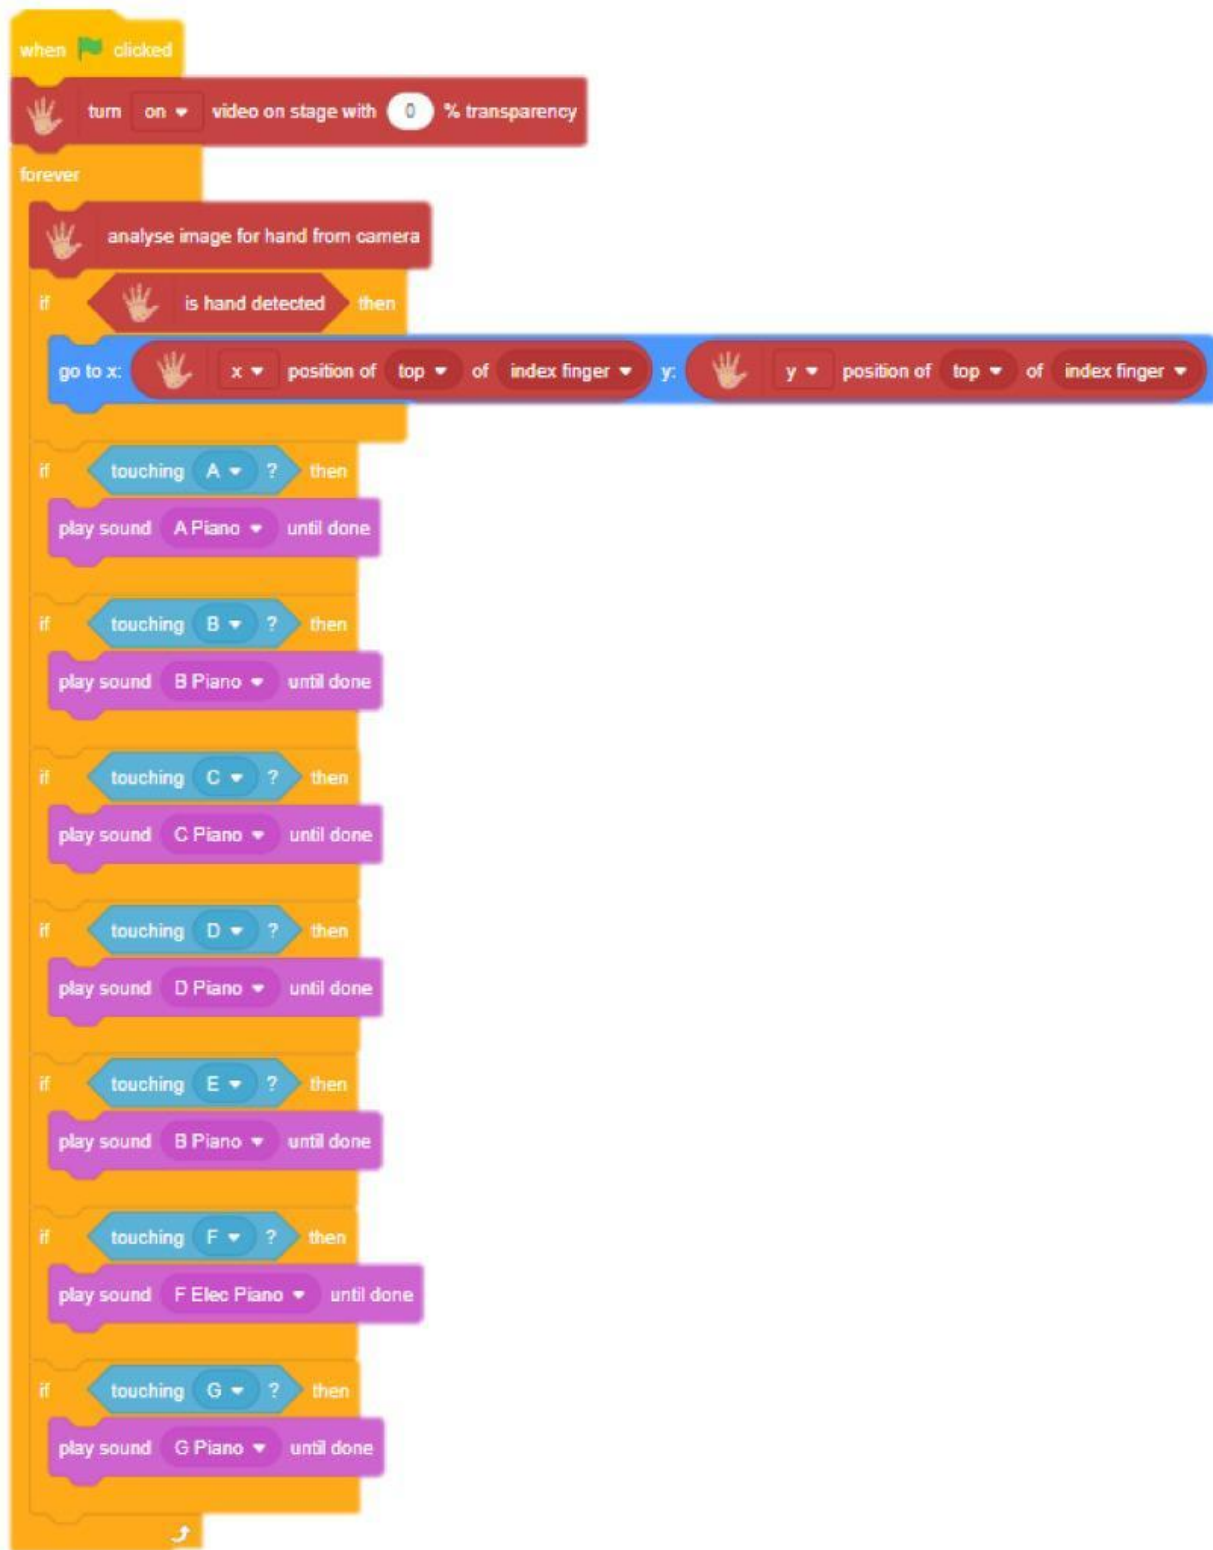 when clicked
turn on video on stage with 0 % transparency
forever
analyse image for hand from camera
if is hand detected then
go to x: x position of top of index finger y: y position of top of index finger
if touching A ? then
play sound A Piano until done
if touching B ? then
play sound B Piano until done
if touching C ? then
play sound C Piano until done
if touching D ? then
play sound D Piano until done
if touching E ? then
play sound B Piano until done
if touching F ? then
play sound F Elec Piano until done
if touching G ? then
play sound G Piano until done